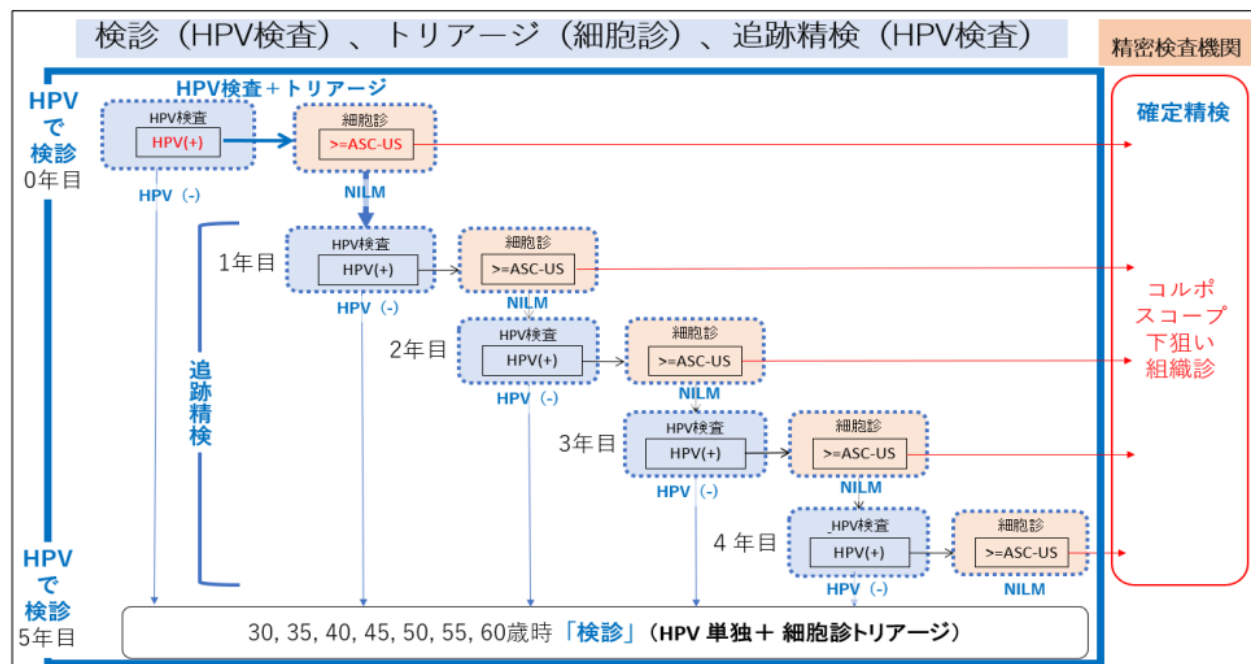 検診（HPV検査）、トリアージ（細胞診）、追跡精検（HPV検査）
精密検査機関
HPV
で
検診
0年目
HPV検査＋トリアージ
HPV検査
HPV(+)
細胞診
>=ASC-US
確定精検
HPV（-）
NILM
追跡精検
1年目
HPV検査
HPV(+)
細胞診
>=ASC-US
HPV（-）
NILM
2年目
HPV検査
HPV(+)
細胞診
>=ASC-US
HPV（-）
NILM
3年目
HPV検査
HPV(+)
細胞診
>=ASC-US
HPV（-）
NILM
4 年目
_HPV検査
HPV(+)
細胞診
>=ASC-US
HPV（-）
NILM
コルポ
スコープ
下狙い
組織診
HPV
で
検診
5年目
30, 35, 40, 45, 50, 55, 60歳時「検診」（HPV 単独＋ 細胞診トリアージ）